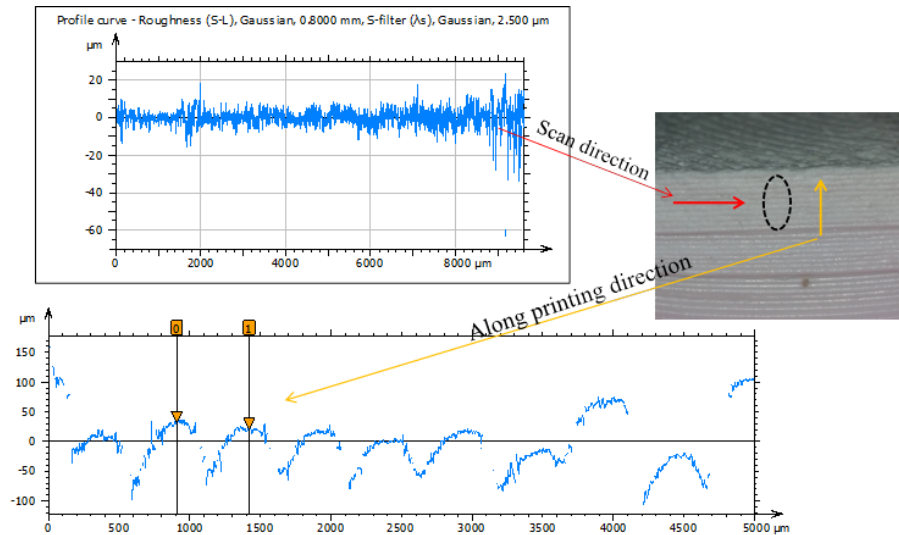 Profile curve - Roughness (S-L), Gaussian, 0.8000 mm, S-filter (λs), Gaussian, 2.500 µm
µm
20
0
-20
-40
-60
0 2000 4000 6000 8000 µm
Scan direction
Along printing direction
µm
0 1
150
100
50
0
-50
-100
0 500 1000 1500 2000 2500 3000 3500 4000 4500 5000 µm